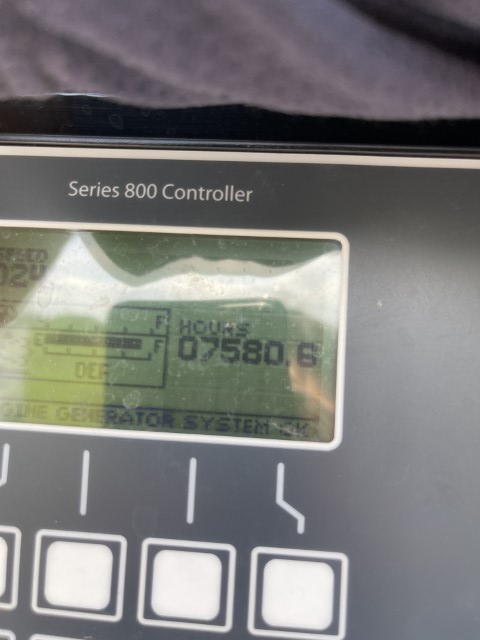 Series 800 Controller
HOURS
F
07580.6
E F
DEF
GENERATOR SYSTEM